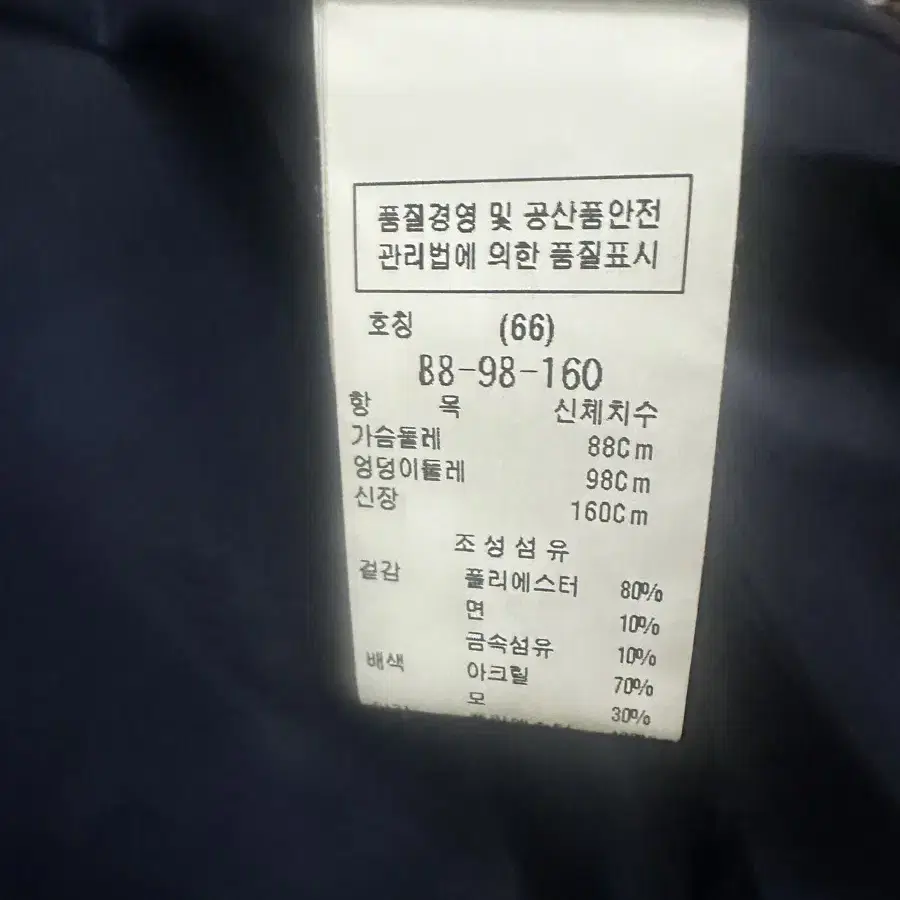 품질경영 및 공산품안전
관리법에 의한 품질표시
호칭 (66)
88-98-160
항 목 신체치수
가슴둘레 88Cm
엉덩이둘레 98Cm
신장 160Cm
조성섬유
겉감 폴리에스터 80%
면 10%
금속섬유 10%
배색 아크릴 70%
모 30%